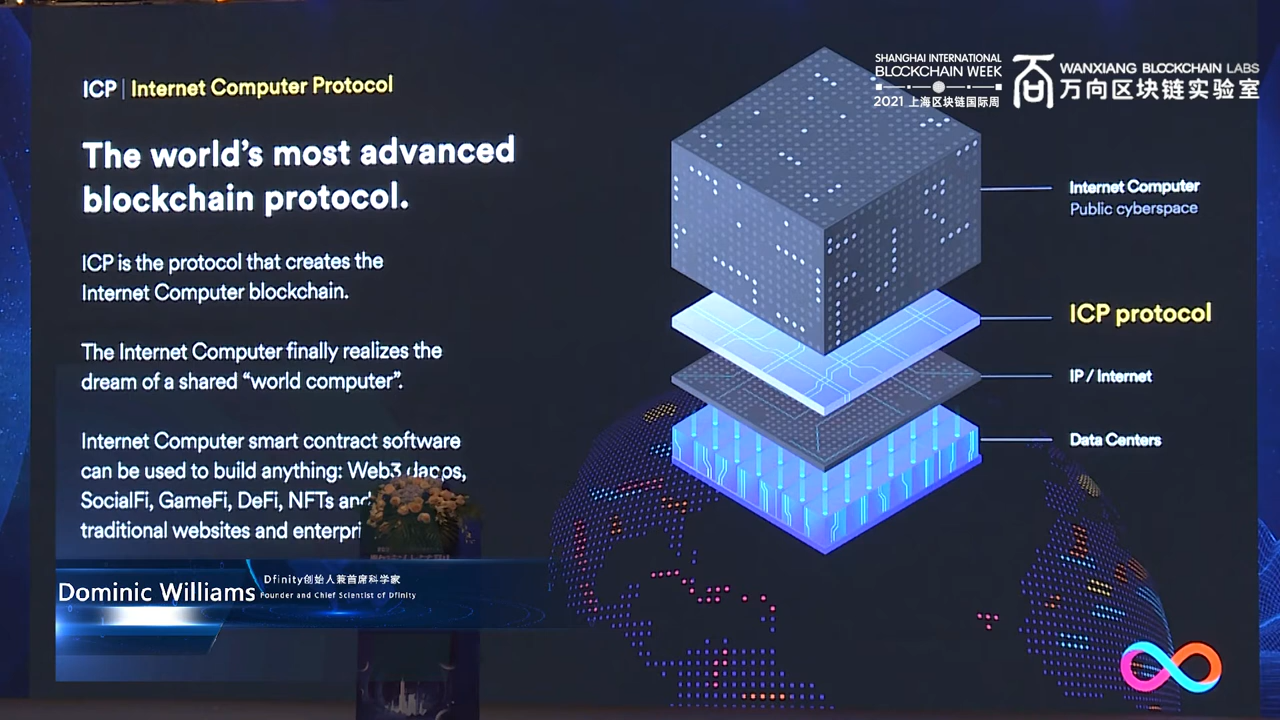 ICP | Internet Computer Protocol
The world's most advanced
blockchain protocol.
ICP is the protocol that creates the
Internet Computer blockchain.
The Internet Computer finally realizes the
dream of a shared “world computer”.
Internet Computer smart contract software
can be used to build anything: Web3 dapps,
SocialFi, GameFi, DeFi, NFTs and
traditional websites and
SHANGHAI INTERNATIONAL
BLOCKCHAIN WEEK
2021 上海区块链国际周
WANXIANG BLOCKCHAIN LABS
万向区块链实验室
Internet Computer
Public cyberspace
ICP protocol
IP / Internet
Data Centers
Dominic Williams
Dfinity创始人兼首席科学家
Founder and Chief Scientist of Dfinity